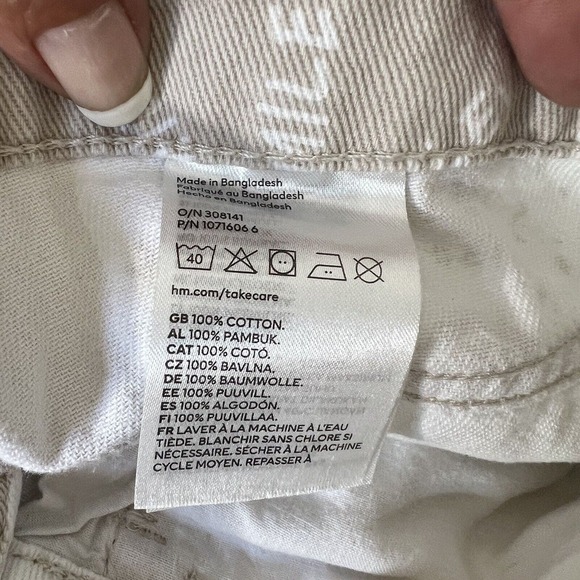 Made in Bangladesh
Fabriqué au Bangladesh
Hecho en Bangladesh
O/N 308141
P/N 1071606 6
40
hm.com/takecare
GB 100% COTTON.
AL 100% PAMBUK.
CAT 100% COTÓ.
CZ 100% BAVLNA.
DE 100% BAUMWOLLE.
EE 100% PUUVILL.
ES 100% ALGODÓN.
FI 100% PUUVILLAA.
FR LAVER À LA MACHINE À L'EAU
TIÈDE. BLANCHIR SANS CHLORE SI
NÉCESSAIRE. SÉCHER À LA MACHINE
CYCLE MOYEN. REPASSER À